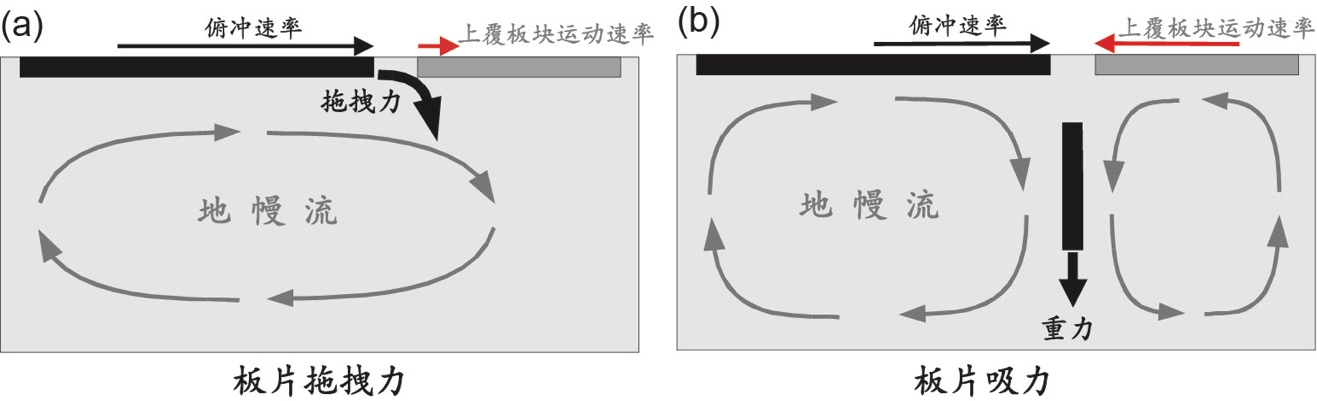 (a)
俯冲速率
上覆板块运动速率
拖拽力
地幔流
板片拖拽力
(b)
俯冲速率
上覆板块运动速率
地幔流
重力
板片吸力